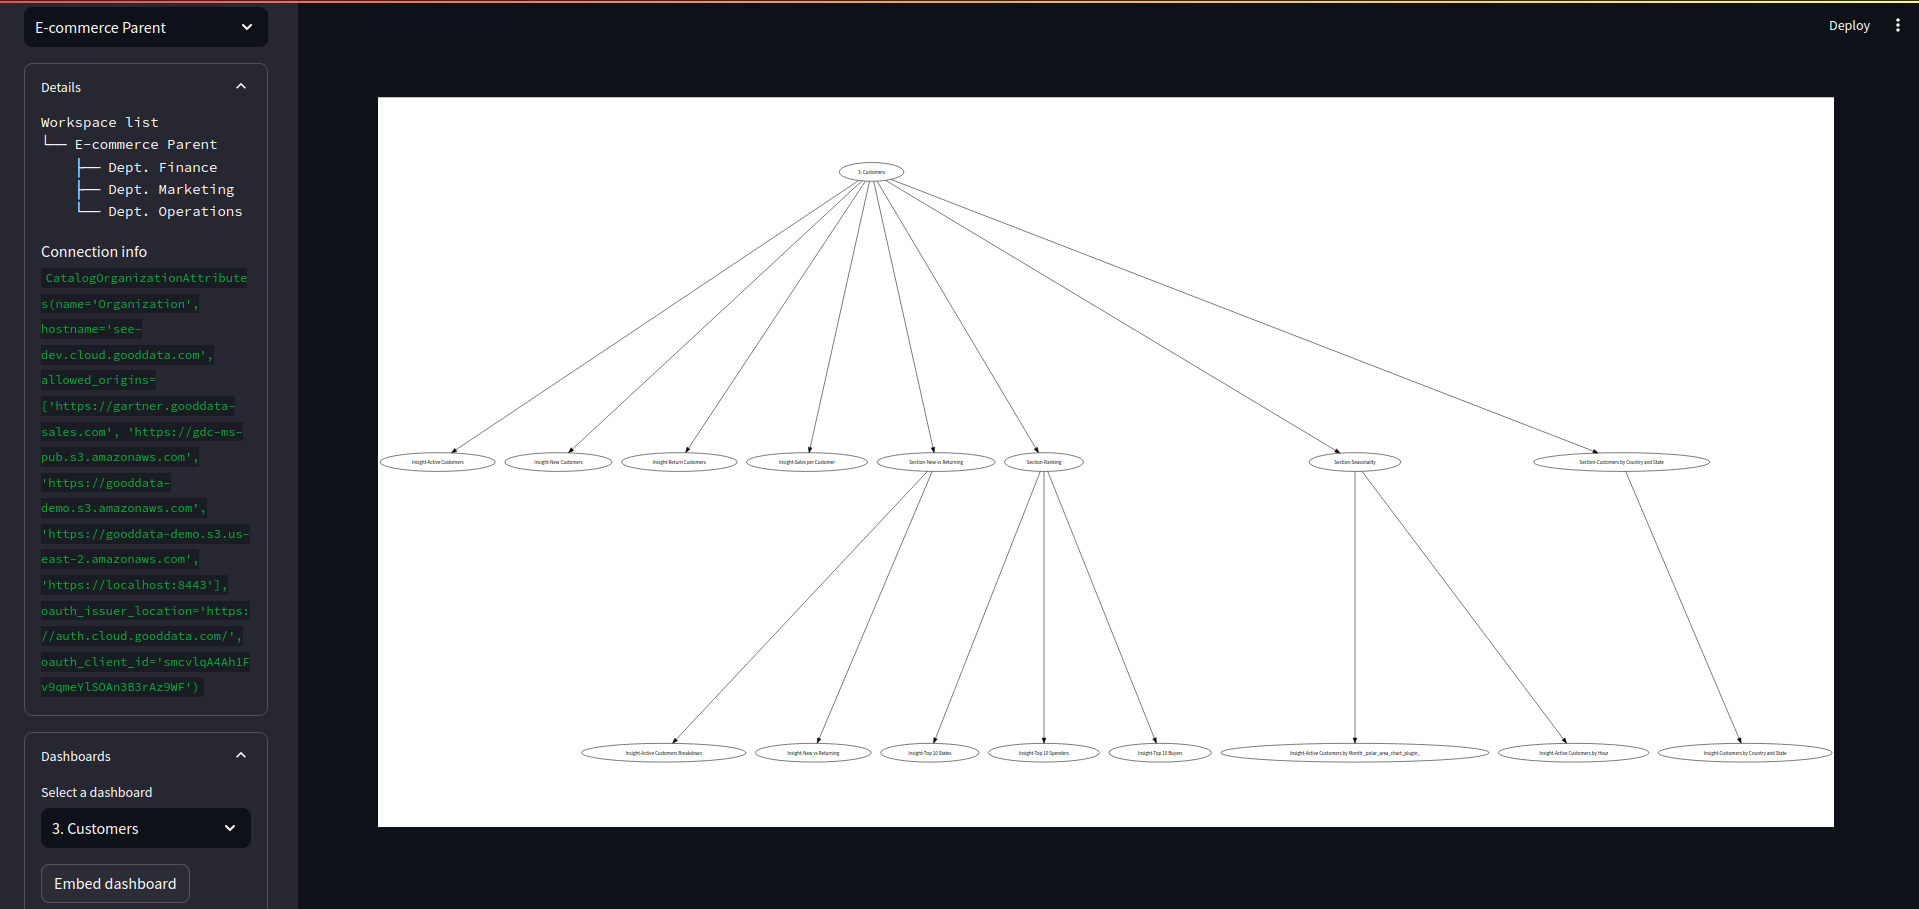 E-commerce Parent
Deploy
Details
Workspace list
└── E-commerce Parent
├── Dept. Finance
├── Dept. Marketing
└── Dept. Operations
Connection info
CatalogOrganizationAttribute
s(name='Organization',
hostname='see-
dev.cloud.gooddata.com',
allowed_origins=
['https://gartner.gooddata-
sales.com', 'https://gdc-ms-
pub.s3.amazonaws.com',
'https://gooddata-
demo.s3.amazonaws.com',
'https://gooddata-demo.s3.us-
east-2.amazonaws.com',
'https://localhost:8443'],
oauth_issuer_location='https:
//auth.cloud.gooddata.com/',
oauth_client_id='smcvlqA4Ah1F
v9qmeYlSOAn3B3rAz9WF')
Dashboards
Select a dashboard
3. Customers
Embed dashboard
3. Customers
Insight-Active Customers
Insight-New Customers
Insight-Return Customers
Insight-Sales per Customer
Section-New vs Returning
Section-Ranking
Section-Seasonality
Section-Customers by Country and State
Insight-Active Customers Breakdown
Insight-New vs Returning
Insight-Top 10 States
Insight-Top 10 Spenders
Insight-Top 10 Buyers
Insight-Active Customers by Month _polar_area_chart_plugin_
Insight-Active Customers by Hour
Insight-Customers by Country and State